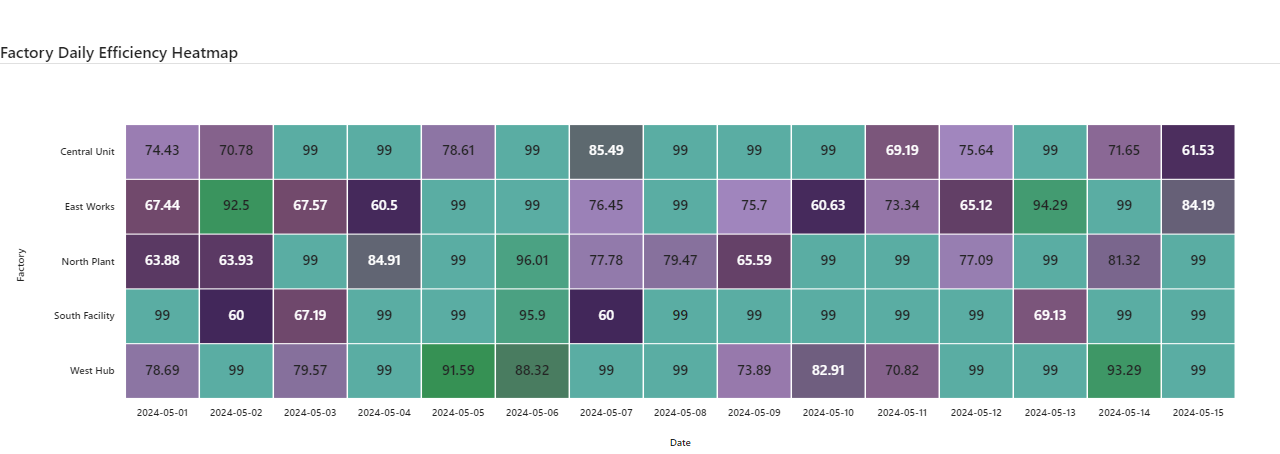 Factory Daily Efficiency Heatmap
Central Unit 74.43 70.78 99 99 78.61 99 85.49 99 99 99 69.19 75.64 99 71.65 61.53
East Works 67.44 92.5 67.57 60.5 99 99 76.45 99 75.7 60.63 73.34 65.12 94.29 99 84.19
North Plant 63.88 63.93 99 84.91 99 96.01 77.78 79.47 65.59 99 99 77.09 99 81.32 99
Factory
South Facility 99 60 67.19 99 99 95.9 60 99 99 99 99 99 69.13 99 99
West Hub 78.69 99 79.57 99 91.59 88.32 99 99 73.89 82.91 70.82 99 99 93.29 99
2024-05-01 2024-05-02 2024-05-03 2024-05-04 2024-05-05 2024-05-06 2024-05-07 2024-05-08 2024-05-09 2024-05-10 2024-05-11 2024-05-12 2024-05-13 2024-05-14 2024-05-15
Date